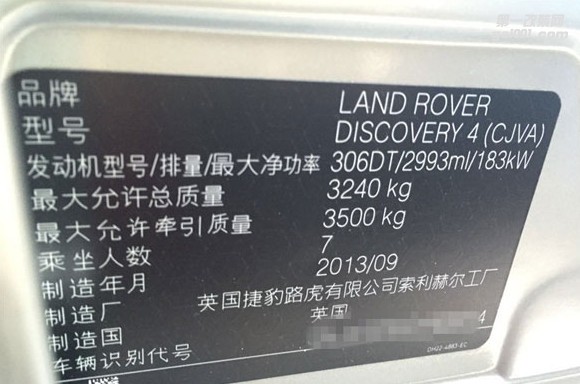 品牌 LAND ROVER
型号 DISCOVERY 4 (CJVA)
发动机型号/排量/最大净功率 306DT/2993ml/183kW
最大允许总质量 3240 kg
最大允许牵引质量 3500 kg
乘坐人数 7
制造年月 2013/09
制造厂 英国捷豹路虎有限公司索利赫尔工厂
制造国 英国
车辆识别代号 4